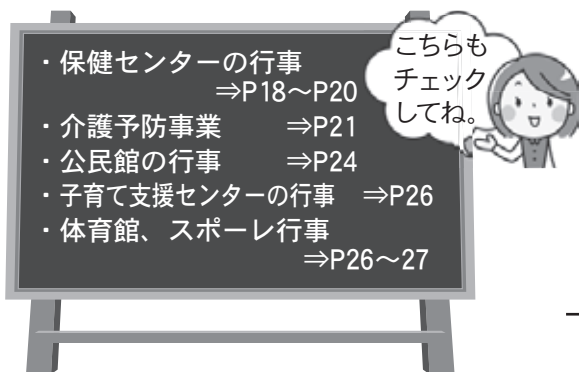 ・保健センターの行事
⇒P18～P20
・介護予防事業　⇒P21
・公民館の行事　⇒P24
・子育て支援センターの行事　⇒P26
・体育館、スポーレ行事
⇒P26～27
こちらも
チェック
してね。